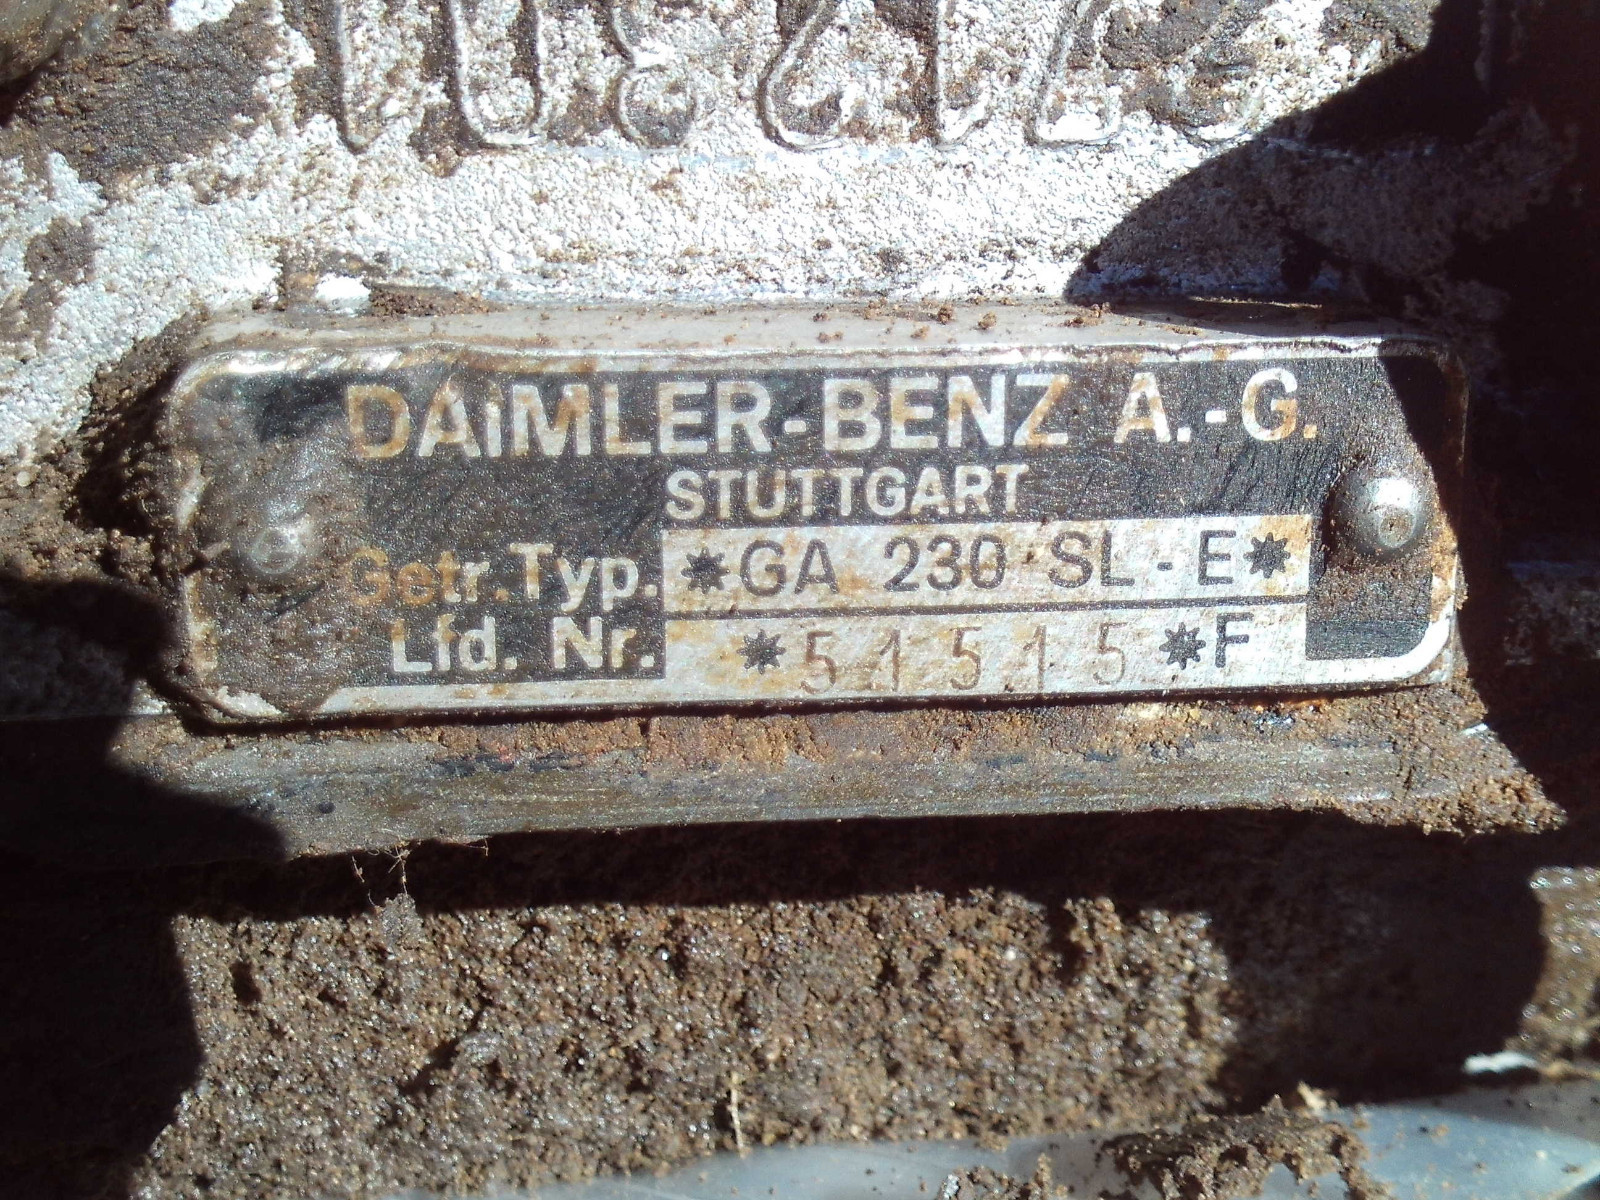 DAIMLER-BENZ A.-G.
STUTTGART
Getr. Typ. *GA 230 SL - E*
Lfd. Nr. *51515*F